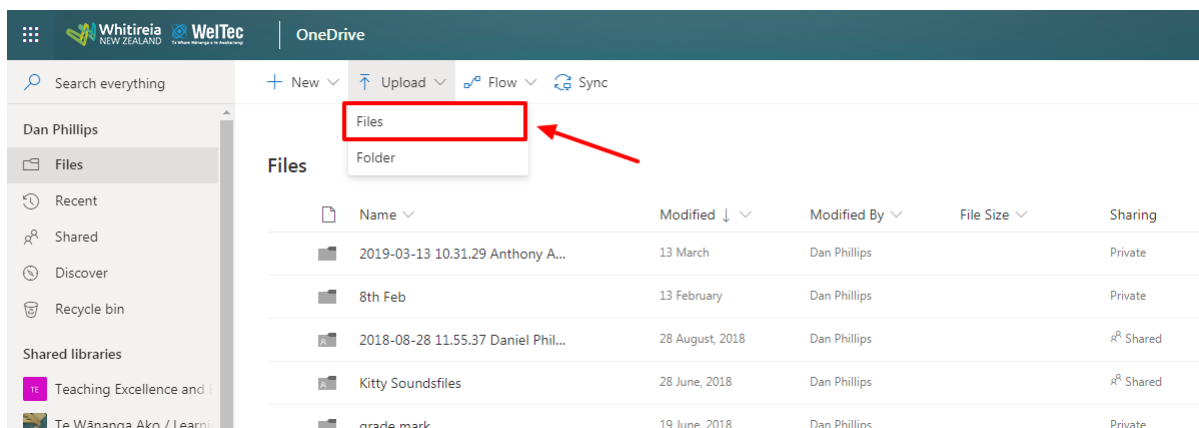 Whitireia NEW ZEALAND WelTec OneDrive
Search everything
+ New Upload Flow Sync
Dan Phillips
Files
Recent
Shared
Discover
Recycle bin
Shared libraries
TE Teaching Excellence and
Te Wānanga Ako / Learni
Files
Folder
Files
Name Modified ↓ Modified By File Size Sharing
2019-03-13 10.31.29 Anthony A... 13 March Dan Phillips Private
8th Feb 13 February Dan Phillips Private
2018-08-28 11.55.37 Daniel Phil... 28 August, 2018 Dan Phillips Shared
Kitty Soundsfiles 28 June, 2018 Dan Phillips Shared
grade mark 19 June, 2018 Dan Phillips Private